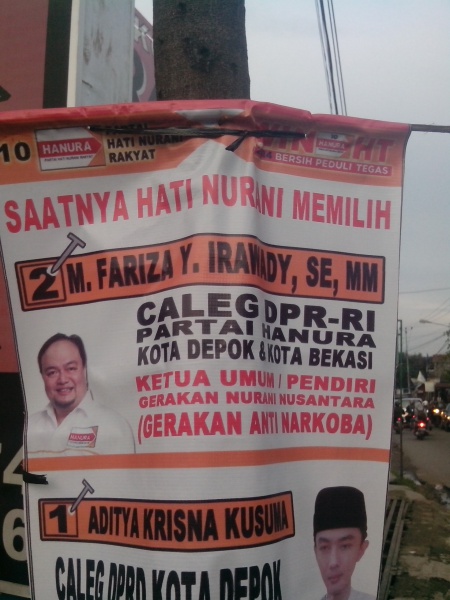 10 HANURA
HATI NURANI
RAKYAT
HANURA
BERSIH PEDULI TEGAS
SAATNYA HATI NURANI MEMILIH
2 M. FARIZA Y. IRAWADY, SE, MM
CALEG DPR-RI
PARTAI HANURA
KOTA DEPOK & KOTA BEKASI
KETUA UMUM / PENDIRI
GERAKAN NURANI NUSANTARA
(GERAKAN ANTI NARKOBA)
HANURA
1 ADITYA KRISNA KUSUMA
CALEG DPRD KOTA DEPOK